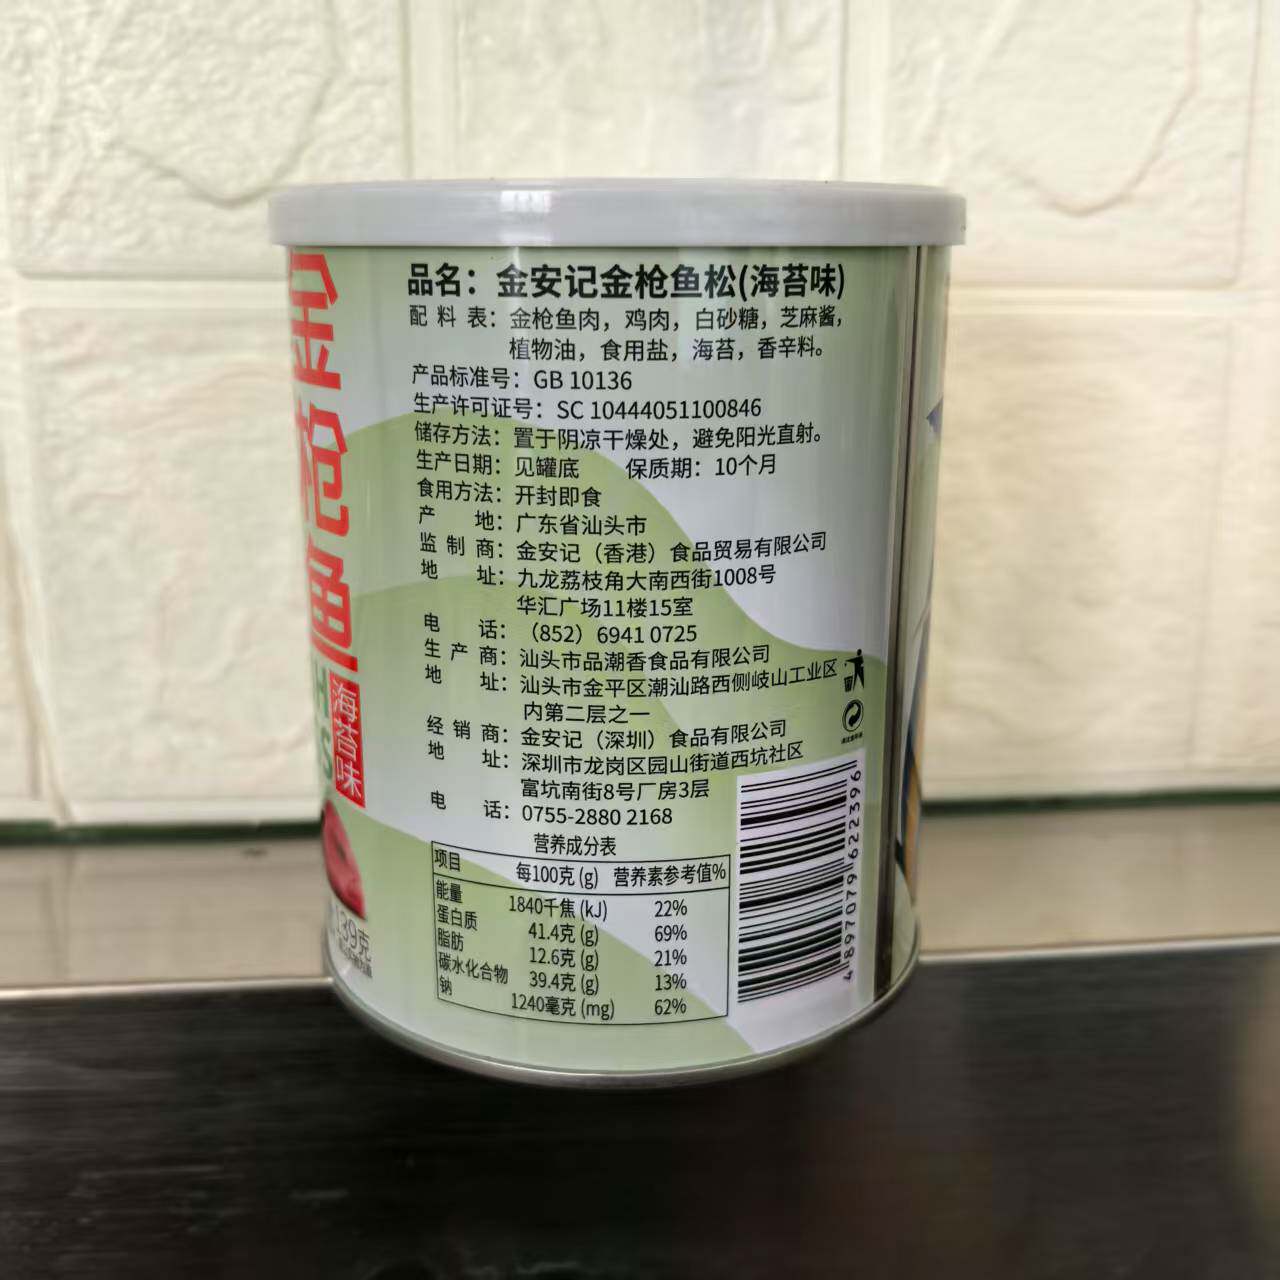 金枪鱼
H
S
海苔味
139克
品名：金安记金枪鱼松(海苔味)
配料表：金枪鱼肉，鸡肉，白砂糖，芝麻酱，
植物油，食用盐，海苔，香辛料。
产品标准号：GB 10136
生产许可证号：SC 10444051100846
储存方法：置于阴凉干燥处，避免阳光直射。
生产日期：见罐底 保质期：10个月
食用方法：开封即食
产地：广东省汕头市
监制商：金安记（香港）食品贸易有限公司
地址：九龙荔枝角大南西街1008号
华汇广场11楼15室
电话：（852）6941 0725
生产商：汕头市品潮香食品有限公司
地址：汕头市金平区潮汕路西侧岐山工业区
内第二层之一
经销商：金安记（深圳）食品有限公司
地址：深圳市龙岗区园山街道西坑社区
富坑南街8号厂房3层
电话：0755-2880 2168
营养成分表
项目 每100克(g) 营养素参考值%
能量 1840千焦(kJ) 22%
蛋白质 41.4克(g) 69%
脂肪 12.6克(g) 21%
碳水化合物 39.4克(g) 13%
钠 1240毫克(mg) 62%
4897079622396